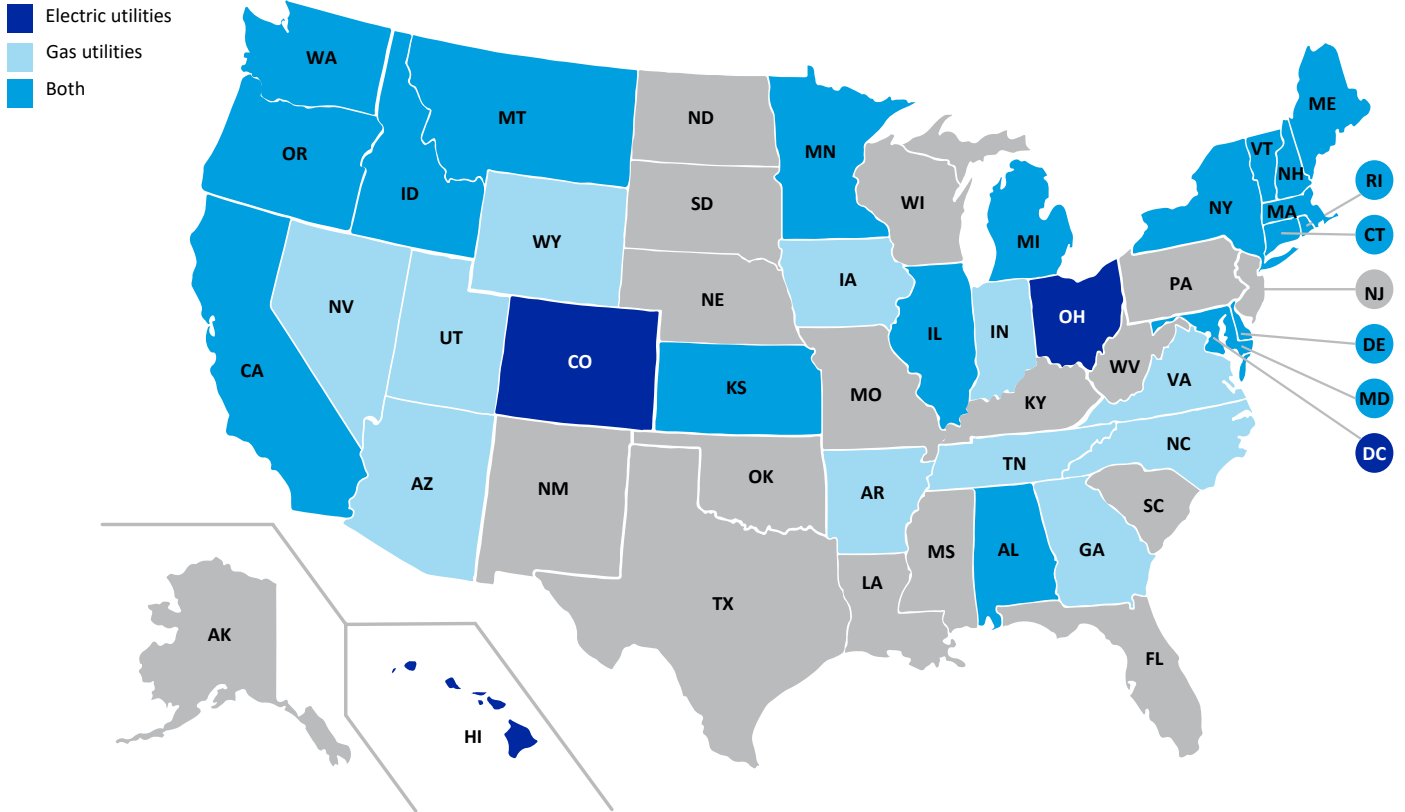 Electric utilities
Gas utilities
Both
WA
OR
CA
ID
NV
MT
WY
UT
AZ
CO
NM
ND
SD
NE
KS
OK
TX
MN
IA
MO
AR
LA
WI
IL
MS
MI
IN
KY
TN
AL
OH
WV
GA
FL
SC
NC
VA
PA
NY
VT
NH
MA
ME
RI
CT
NJ
DE
MD
DC
AK
HI